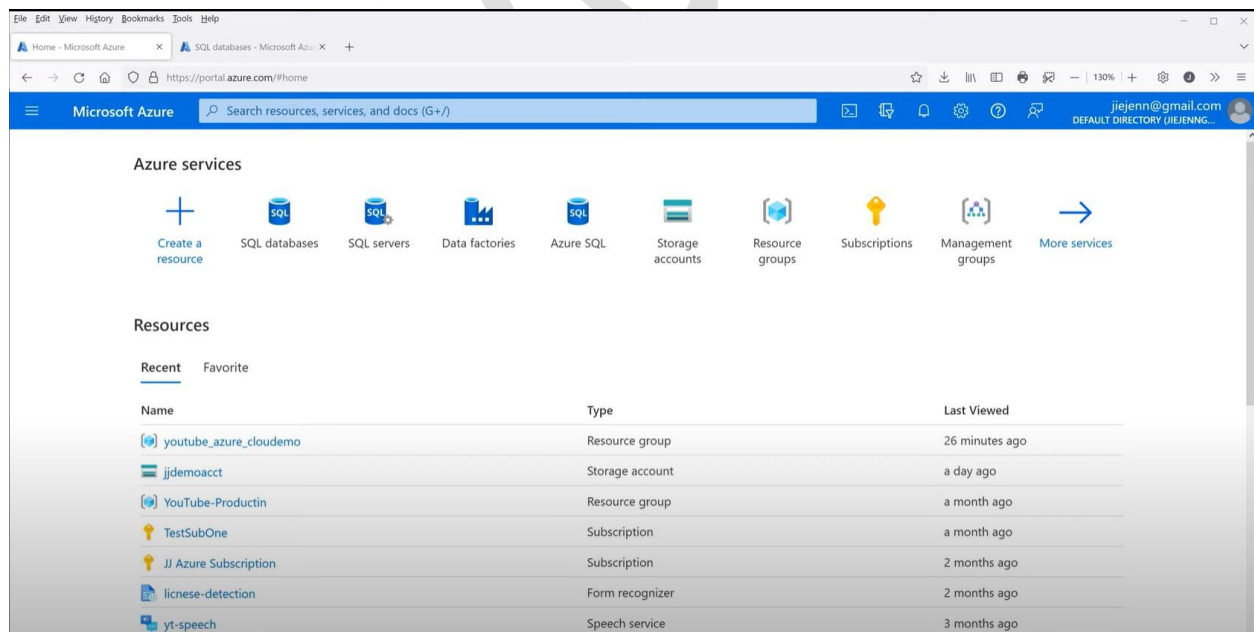 File Edit View History Bookmarks Tools Help
Home - Microsoft Azure SQL databases - Microsoft Azur
https://portal.azure.com/#home 130%
Microsoft Azure Search resources, services, and docs (G+/) jiejenn@gmail.com
DEFAULT DIRECTORY (JIEJENNG...
Azure services
Create a resource
SQL databases
SQL servers
Data factories
Azure SQL
Storage accounts
Resource groups
Subscriptions
Management groups
More services
Resources
Recent Favorite
Name Type Last Viewed
youtube_azure_cloudemo Resource group 26 minutes ago
jjdemoacct Storage account a day ago
YouTube-Productin Resource group a month ago
TestSubOne Subscription a month ago
JJ Azure Subscription Subscription 2 months ago
licnese-detection Form recognizer 2 months ago
yt-speech Speech service 3 months ago